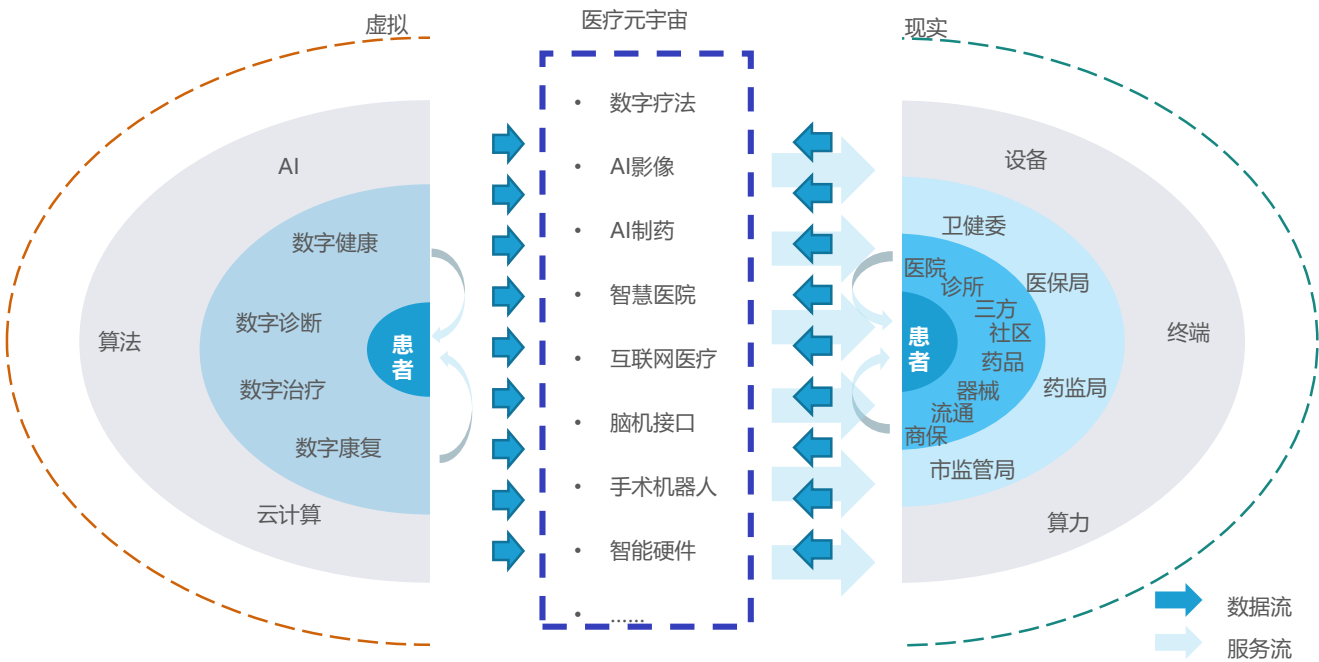 虚拟
医疗元宇宙
现实
AI
数字健康
数字诊断
算法
患
者
数字治疗
数字康复
云计算
• 数字疗法
• AI影像
• AI制药
• 智慧医院
• 互联网医疗
• 脑机接口
• 手术机器人
• 智能硬件
• ……
设备
卫健委
医院
诊所
医保局
三方
社区
终端
患
者
药品
器械
药监局
流通
商保
市监管局
算力
数据流
服务流